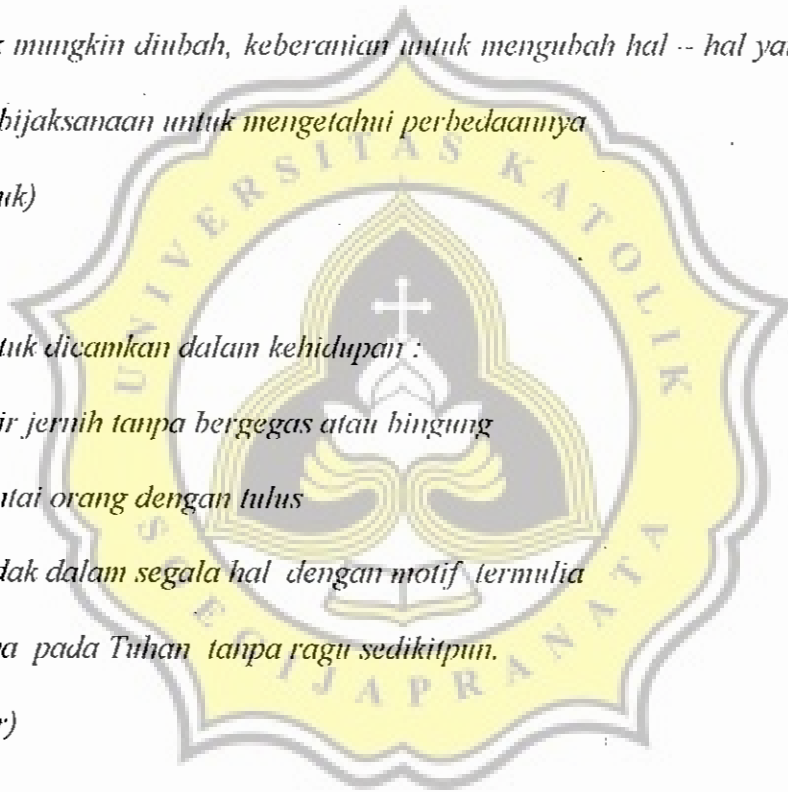 mungkin diubah, keberanian untuk mengubah hal -- hal
bijaksanaan untuk mengetahui perbedaannya
uk)
tuk dicamkan dalam kehidupan :
ir jernih tanpa bergegas atau bingung
ntai orang dengan tulus
dak dalam segala hal dengan motif termulia
a pada Tuhan tanpa ragu sedikitpun.
r)
UNIVERSITAS KATOLIK
SOEGIJAPRANATA